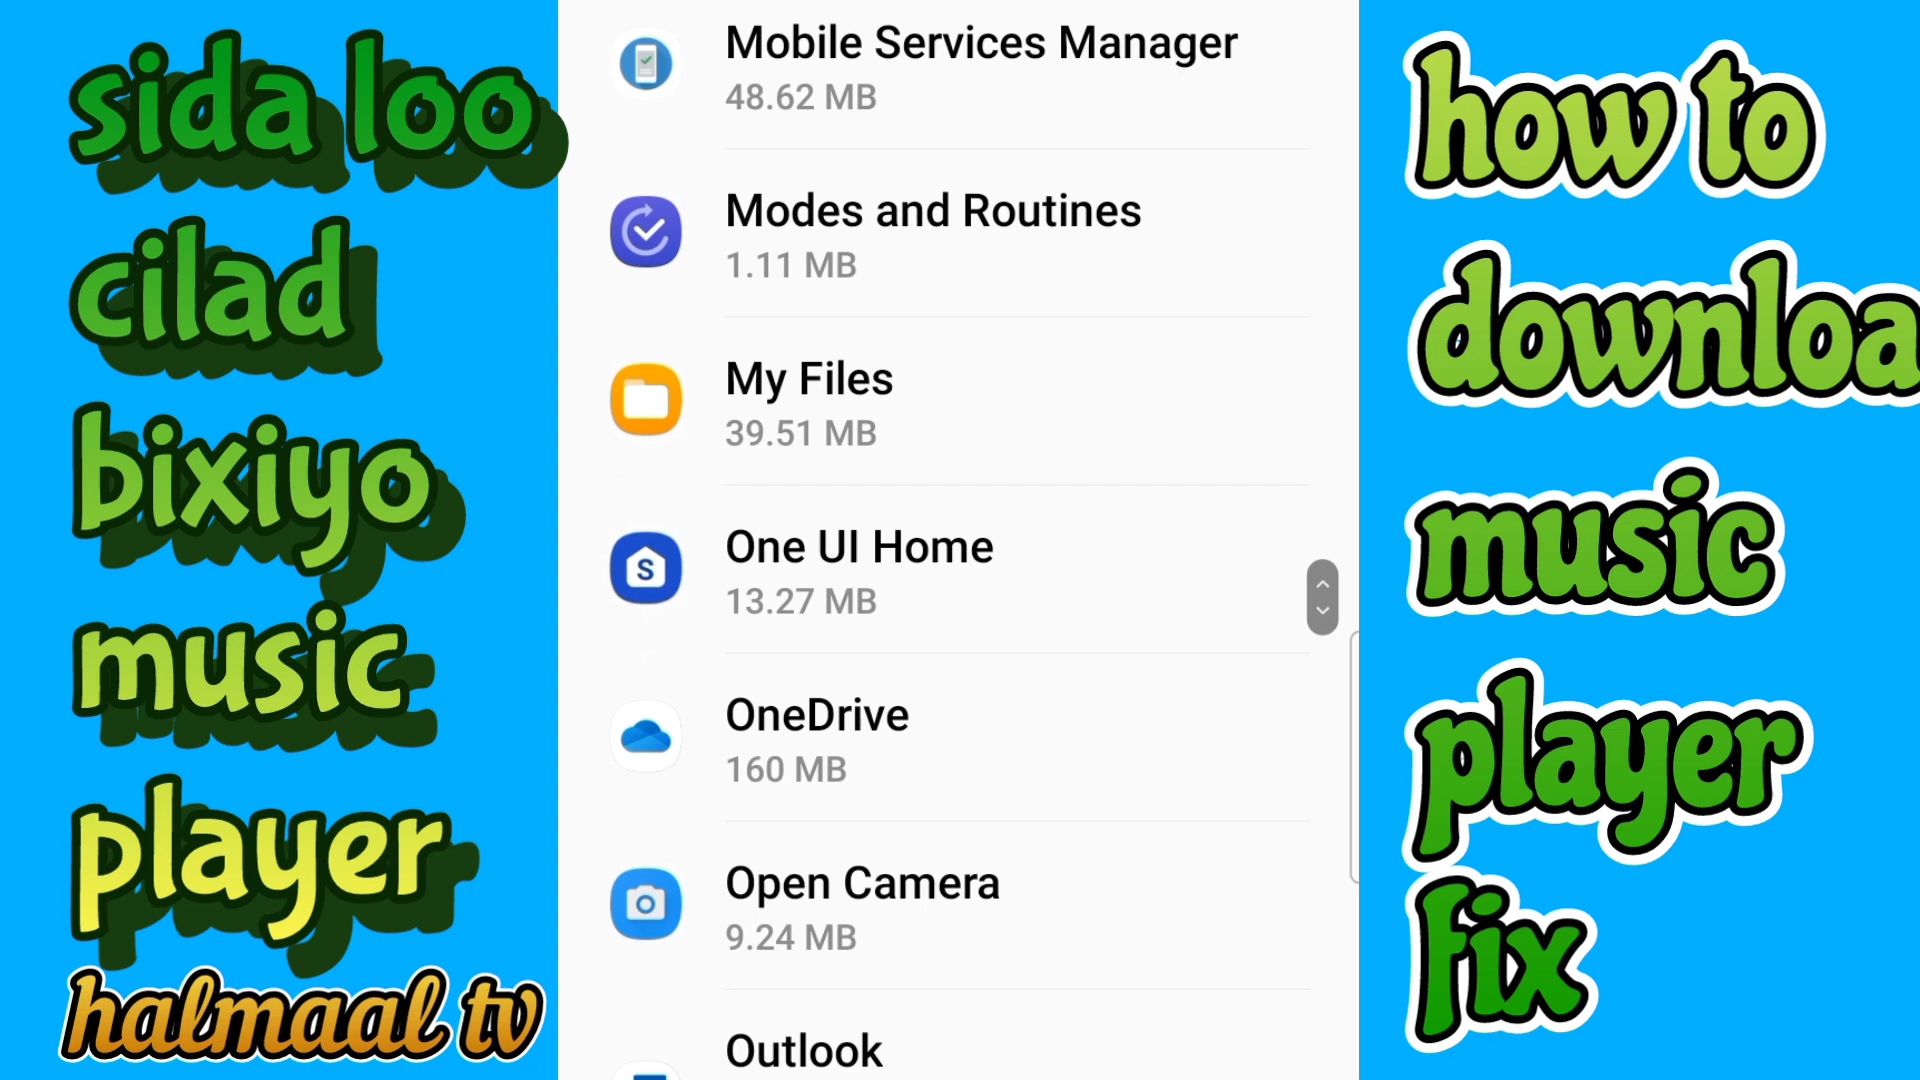 sida loo
cilad
bixiyo
music
player
halmaal tv
Mobile Services Manager
48.62 MB
Modes and Routines
1.11 MB
My Files
39.51 MB
One UI Home
13.27 MB
S
OneDrive
160 MB
Open Camera
9.24 MB
Outlook
how to
downloa
music
player
fix